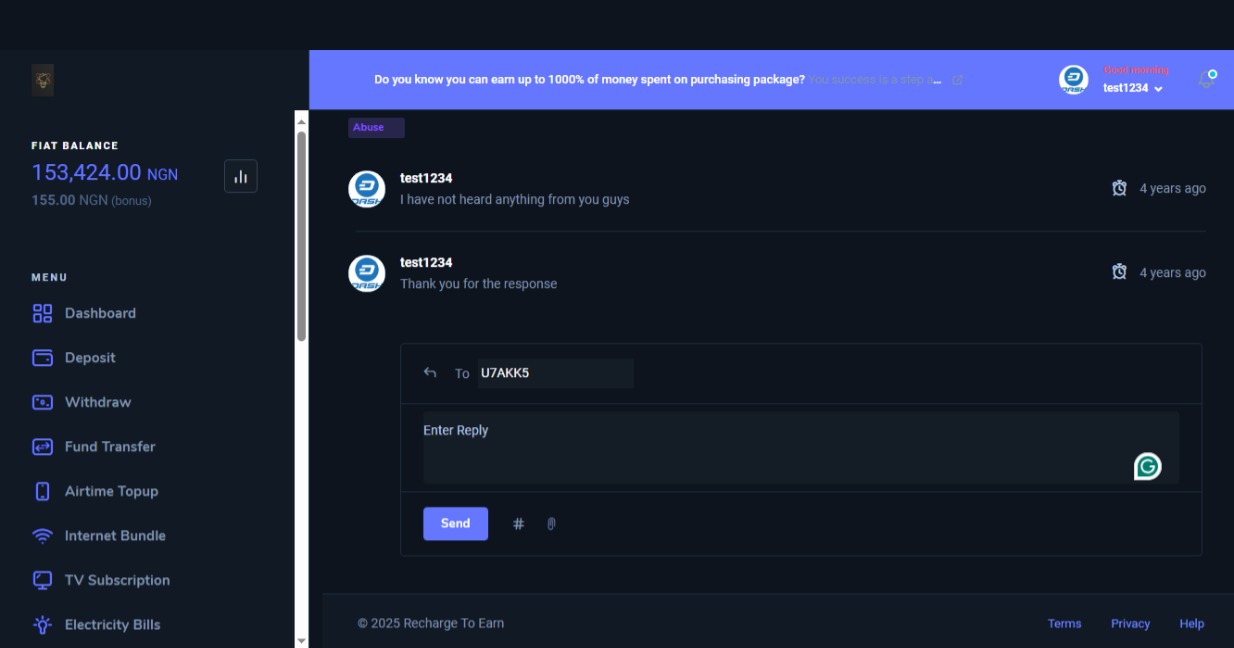 Do you know you can earn up to 1000% of money spent on purchasing package? You success is a step a...
Good morning
test1234
FIAT BALANCE
153,424.00 NGN
155.00 NGN (bonus)
MENU
Dashboard
Deposit
Withdraw
Fund Transfer
Airtime Topup
Internet Bundle
TV Subscription
Electricity Bills
Abuse
DASH
test1234
4 years ago
I have not heard anything from you guys
DASH
test1234
4 years ago
Thank you for the response
DASH
To U7AKK5
Enter Reply
G
Send #
© 2025 Recharge To Earn
Terms Privacy Help